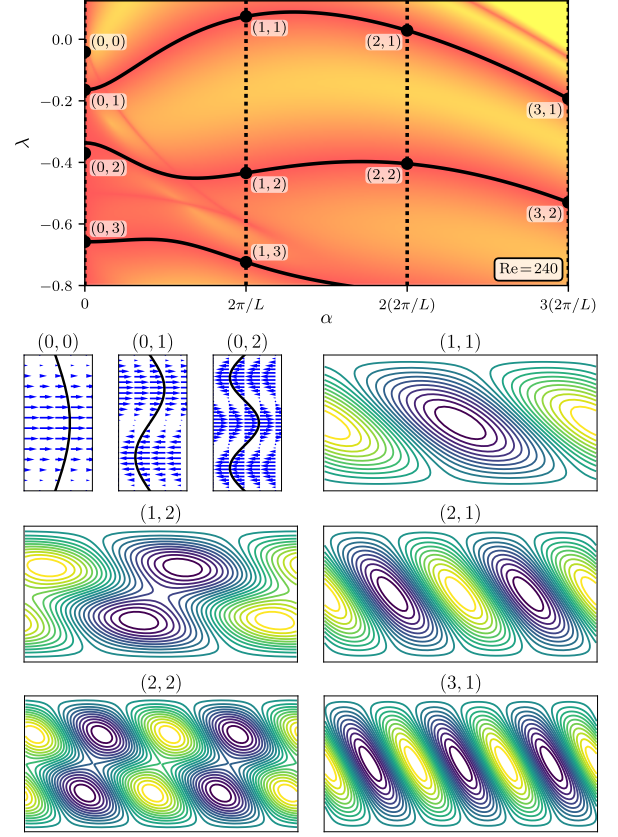 0.0
−0.2
−0.4
−0.6
−0.8
λ
(0, 0)
(0, 1)
(0, 2)
(0, 3)
(1, 1)
(1, 2)
(1, 3)
(2, 1)
(2, 2)
(3, 1)
(3, 2)
Re = 240
0 2π/L 2(2π/L) 3(2π/L)
α
(0, 0) (0, 1) (0, 2) (1, 1)
(1, 2) (2, 1)
(2, 2) (3, 1)